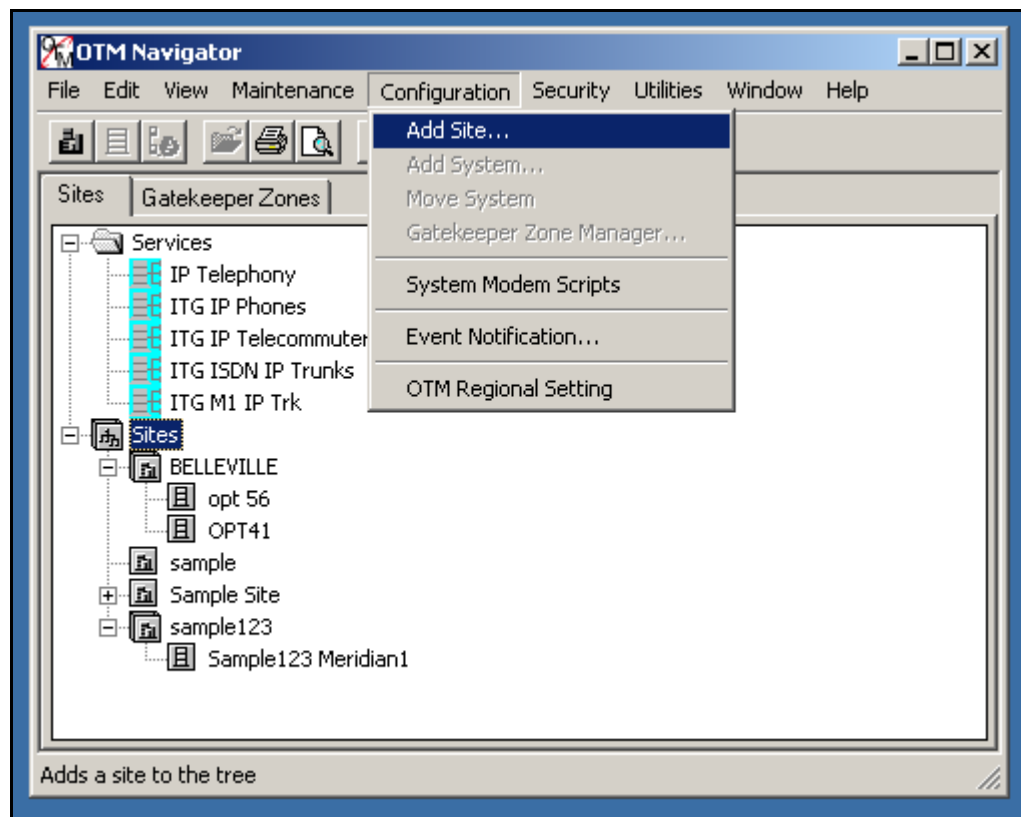 OTM Navigator
File Edit View Maintenance Configuration Security Utilities Window Help
Add Site...
Add System...
Move System
Gatekeeper Zone Manager...
System Modem Scripts
Event Notification...
OTM Regional Setting
Sites Gatekeeper Zones
Services
IP Telephony
ITG IP Phones
ITG IP Telecommuter
ITG ISDN IP Trunks
ITG M1 IP Trk
Sites
BELLEVILLE
opt 56
OPT41
sample
Sample Site
sample123
Sample123 Meridian1
Adds a site to the tree